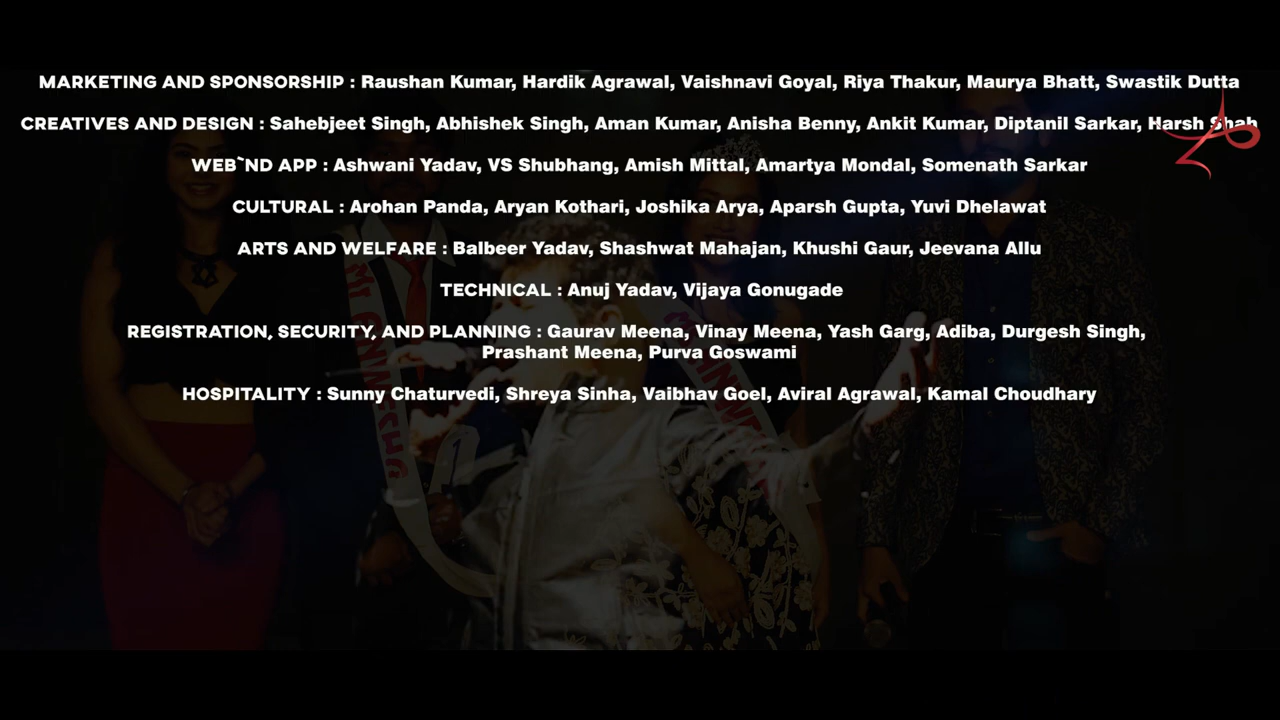 MARKETING AND SPONSORSHIP : Raushan Kumar, Hardik Agrawal, Vaishnavi Goyal, Riya Thakur, Maurya Bhatt, Swastik Dutta
CREATIVES AND DESIGN : Sahebjeet Singh, Abhishek Singh, Aman Kumar, Anisha Benny, Ankit Kumar, Diptanil Sarkar, Harsh Shah
WEB`ND APP : Ashwani Yadav, VS Shubhang, Amish Mittal, Amartya Mondal, Somenath Sarkar
CULTURAL : Arohan Panda, Aryan Kothari, Joshika Arya, Aparsh Gupta, Yuvi Dhelawat
ARTS AND WELFARE : Balbeer Yadav, Shashwat Mahajan, Khushi Gaur, Jeevana Allu
TECHNICAL : Anuj Yadav, Vijaya Gonugade
REGISTRATION, SECURITY, AND PLANNING : Gaurav Meena, Vinay Meena, Yash Garg, Adiba, Durgesh Singh,
Prashant Meena, Purva Goswami
HOSPITALITY : Sunny Chaturvedi, Shreya Sinha, Vaibhav Goel, Aviral Agrawal, Kamal Choudhary